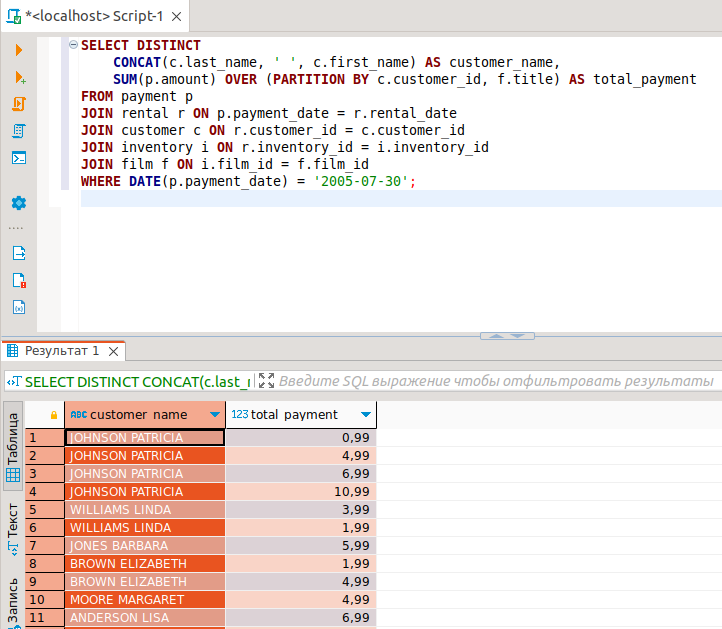 *<localhost> Script-1
SELECT DISTINCT
CONCAT(c.last_name, ' ', c.first_name) AS customer_name,
SUM(p.amount) OVER (PARTITION BY c.customer_id, f.title) AS total_payment
FROM payment p
JOIN rental r ON p.payment_date = r.rental_date
JOIN customer c ON r.customer_id = c.customer_id
JOIN inventory i ON r.inventory_id = i.inventory_id
JOIN film f ON i.film_id = f.film_id
WHERE DATE(p.payment_date) = '2005-07-30';
Результат 1
SELECT DISTINCT CONCAT(c.last_ Введите SQL выражение чтобы отфильтровать результаты
Таблица
Текст
Запись
ABC customer_name 123 total_payment
1 JOHNSON PATRICIA 0,99
2 JOHNSON PATRICIA 4,99
3 JOHNSON PATRICIA 6,99
4 JOHNSON PATRICIA 10,99
5 WILLIAMS LINDA 3,99
6 WILLIAMS LINDA 1,99
7 JONES BARBARA 5,99
8 BROWN ELIZABETH 1,99
9 BROWN ELIZABETH 4,99
10 MOORE MARGARET 4,99
11 ANDERSON LISA 6,99